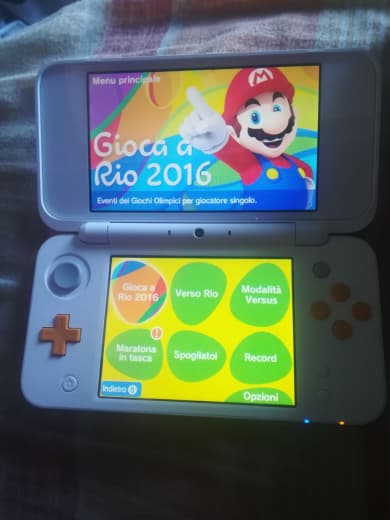 Menu principale
M
Gioca a
Rio 2016
Eventi dei Giochi Olimpici per giocatore singolo.
Gioca a
Rio 2016
Verso Rio
Modalità
Versus
Maratona
in tasca
!
Spogliatoi
Record
Indietro B
Opzioni